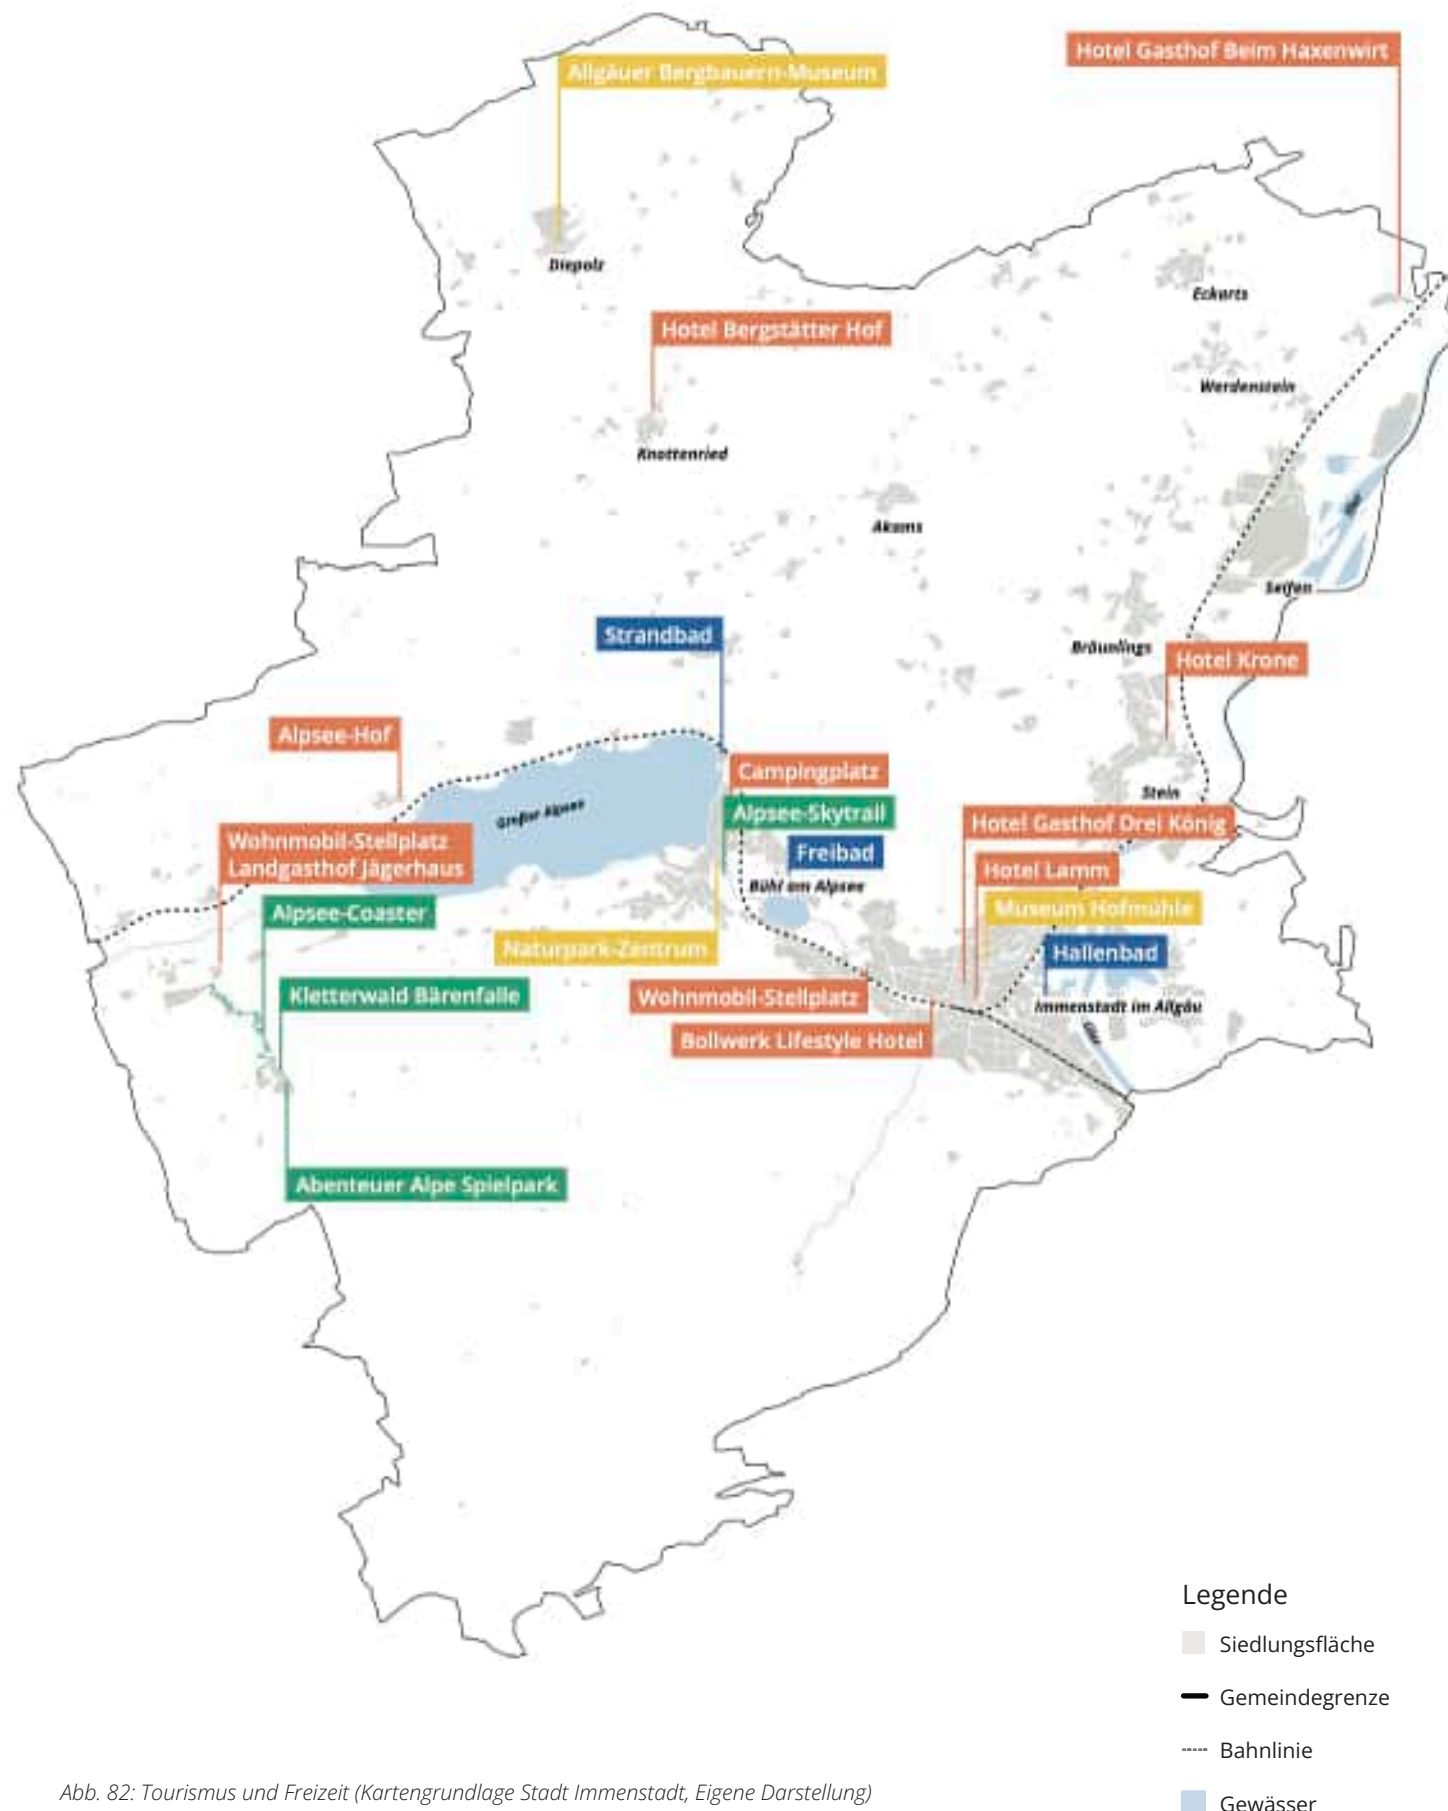 Hotel Gasthof Beim Haxenwirt
Allgäuer Bergbauern-Museum
Diepolz
Eckarts
Hotel Bergstätter Hof
Werdenstein
Knottenried
Akams
Seifen
Strandbad
Bräunlings
Hotel Krone
Alpsee-Hof
Campingplatz
Stein
Großer Alpsee
Alpsee-Skytrail
Hotel Gasthof Drei König
Wohnmobil-Stellplatz
Landgasthof Jägerhaus
Freibad
Hotel Lamm
Bühl am Alpsee
Alpsee-Coaster
Museum Hofmühle
Naturpark-Zentrum
Hallenbad
Kletterwald Bärenfalle
Wohnmobil-Stellplatz
Immenstadt im Allgäu
Bollwerk Lifestyle Hotel
Abenteuer Alpe Spielpark
Legende
Siedlungsfläche
Gemeindegrenze
Bahnlinie
Gewässer
Abb. 82: Tourismus und Freizeit (Kartengrundlage Stadt Immenstadt, Eigene Darstellung)